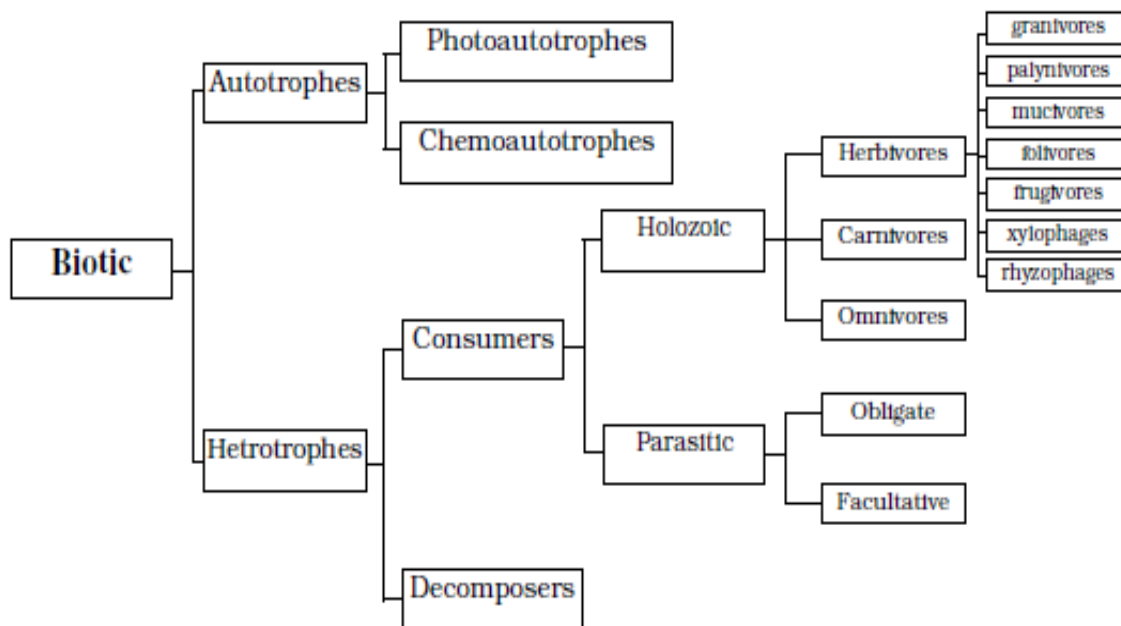 Biotic
Autotrophes
Photoautotrophes
Chemoautotrophes
Hetrotrophes
Consumers
Holozoic
Herbivores
granivores
palynivores
mucivores
folivores
frugivores
xylophages
rhyzophages
Carnivores
Omnivores
Parasitic
Obligate
Facultative
Decomposers